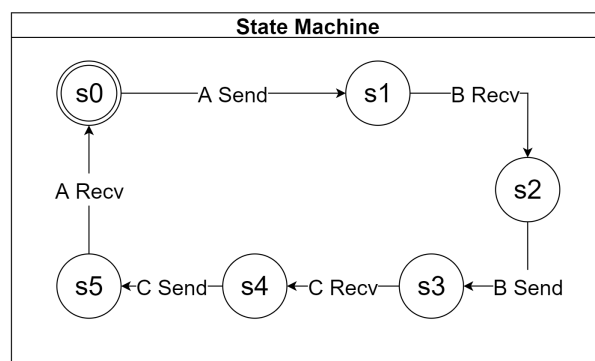 State Machine
s0
A Send
s1
B Recv
s2
A Recv
s5
C Send
s4
C Recv
s3
B Send